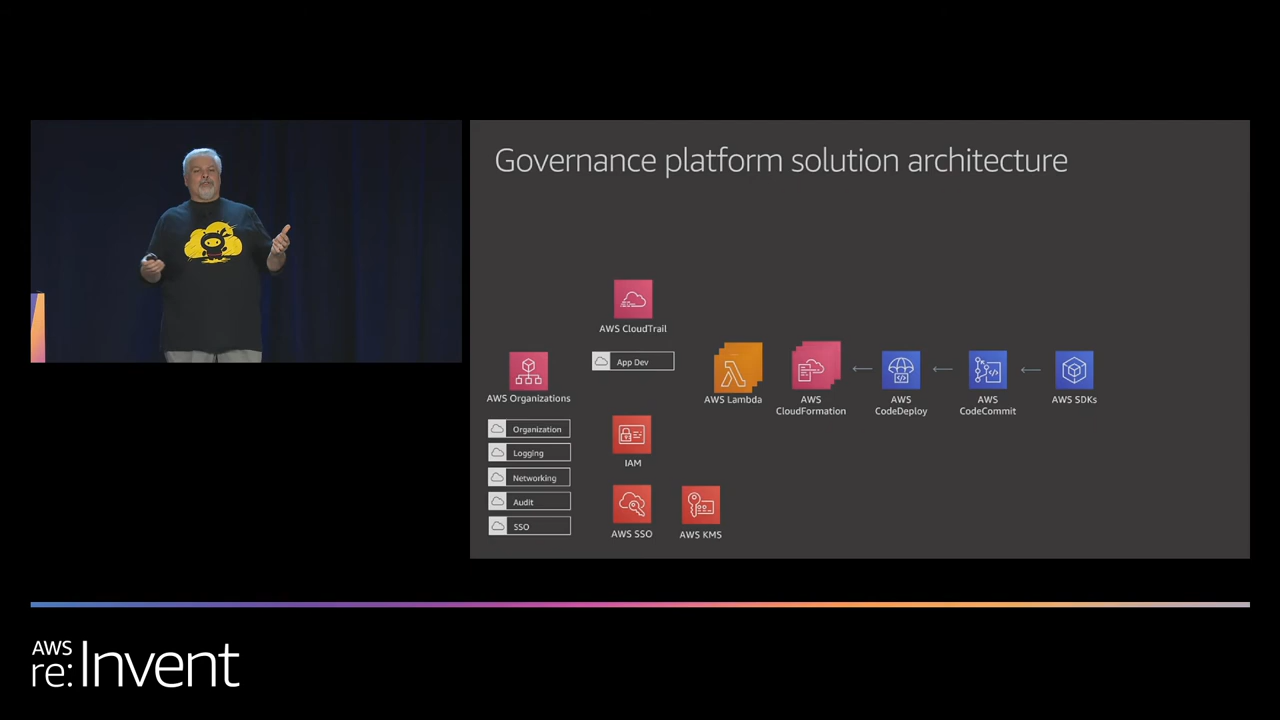 Governance platform solution architecture
AWS CloudTrail
App Dev
AWS Organizations
Organization
Logging
Networking
Audit
SSO
IAM
AWS SSO
AWS KMS
AWS Lambda
AWS
CloudFormation
AWS
CodeDeploy
AWS
CodeCommit
AWS SDKs
AWS
re:Invent